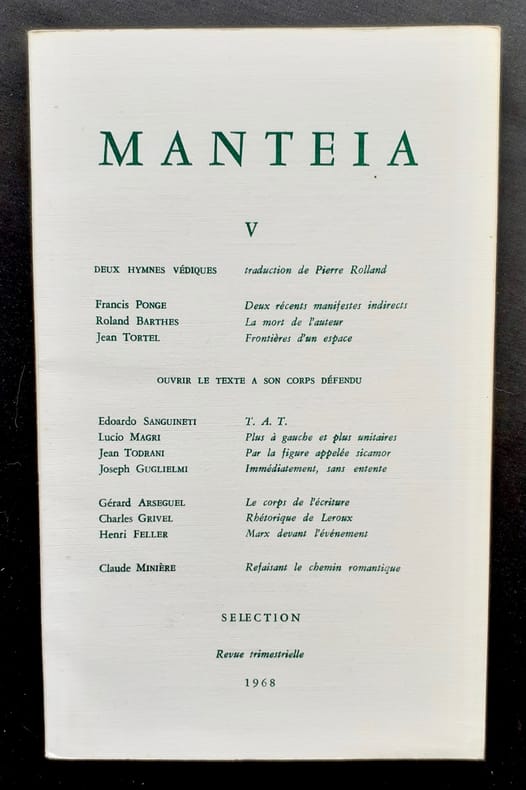 MANTEIA
V
DEUX HYMNES VÉDIQUES traduction de Pierre Rolland
Francis PONGE Deux récents manifestes indirects
Roland BARTHES La mort de l'auteur
Jean TORTEL Frontières d'un espace
OUVRIR LE TEXTE A SON CORPS DÉFENDU
Edoardo SANGUINETI T. A. T.
Lucio MAGRI Plus à gauche et plus unitaires
Jean TODRANI Par la figure appelée sicamor
Joseph GUGLIELMI Immédiatement, sans entente
Gérard ARSEGUEL Le corps de l'écriture
Charles GRIVEL Rhétorique de Leroux
Henri FELLER Marx devant l'événement
Claude MINIÈRE Refaisant le chemin romantique
SELECTION
Revue trimestrielle
1968